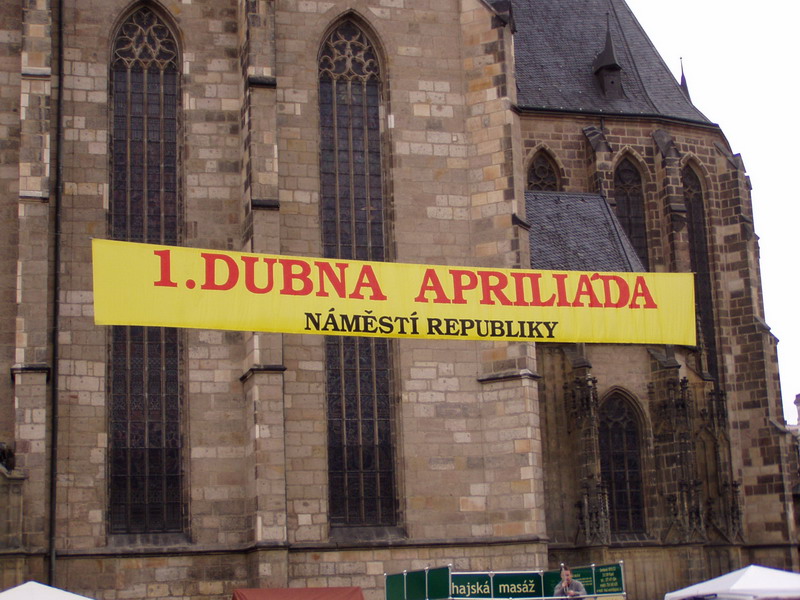 1.DUBNA APRILIÁDA
NÁMĚSTÍ REPUBLIKY
hajská masáž